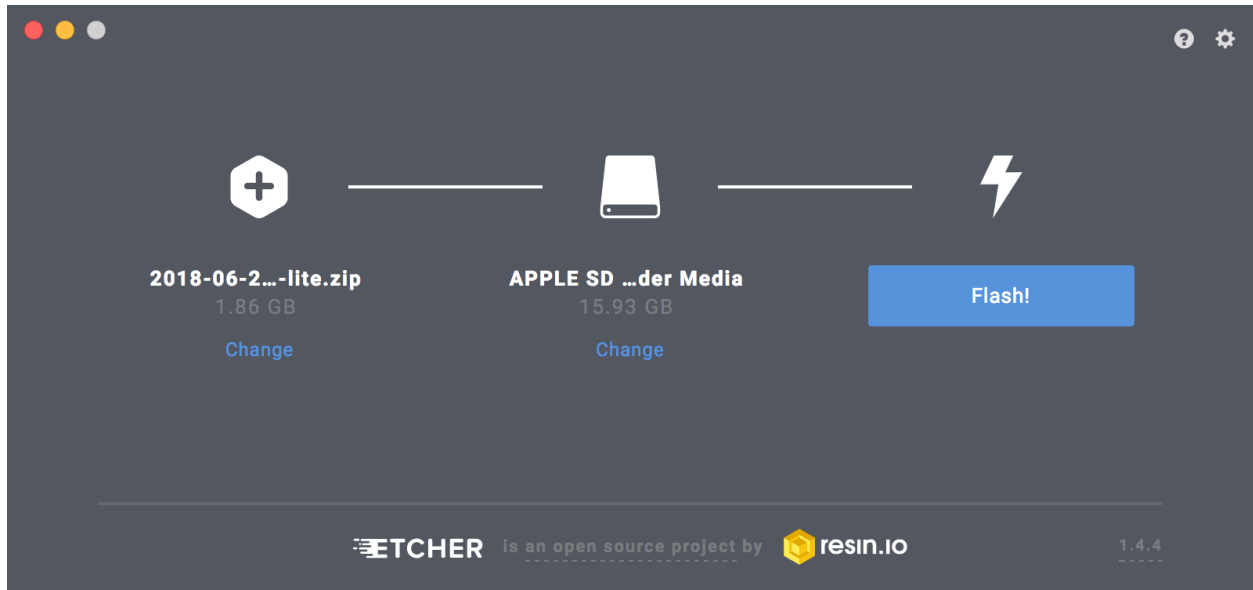 2018-06-2...-lite.zip
1.86 GB
Change
APPLE SD ...der Media
15.93 GB
Change
Flash!
ETCHER is an open source project by resin.io
1.4.4